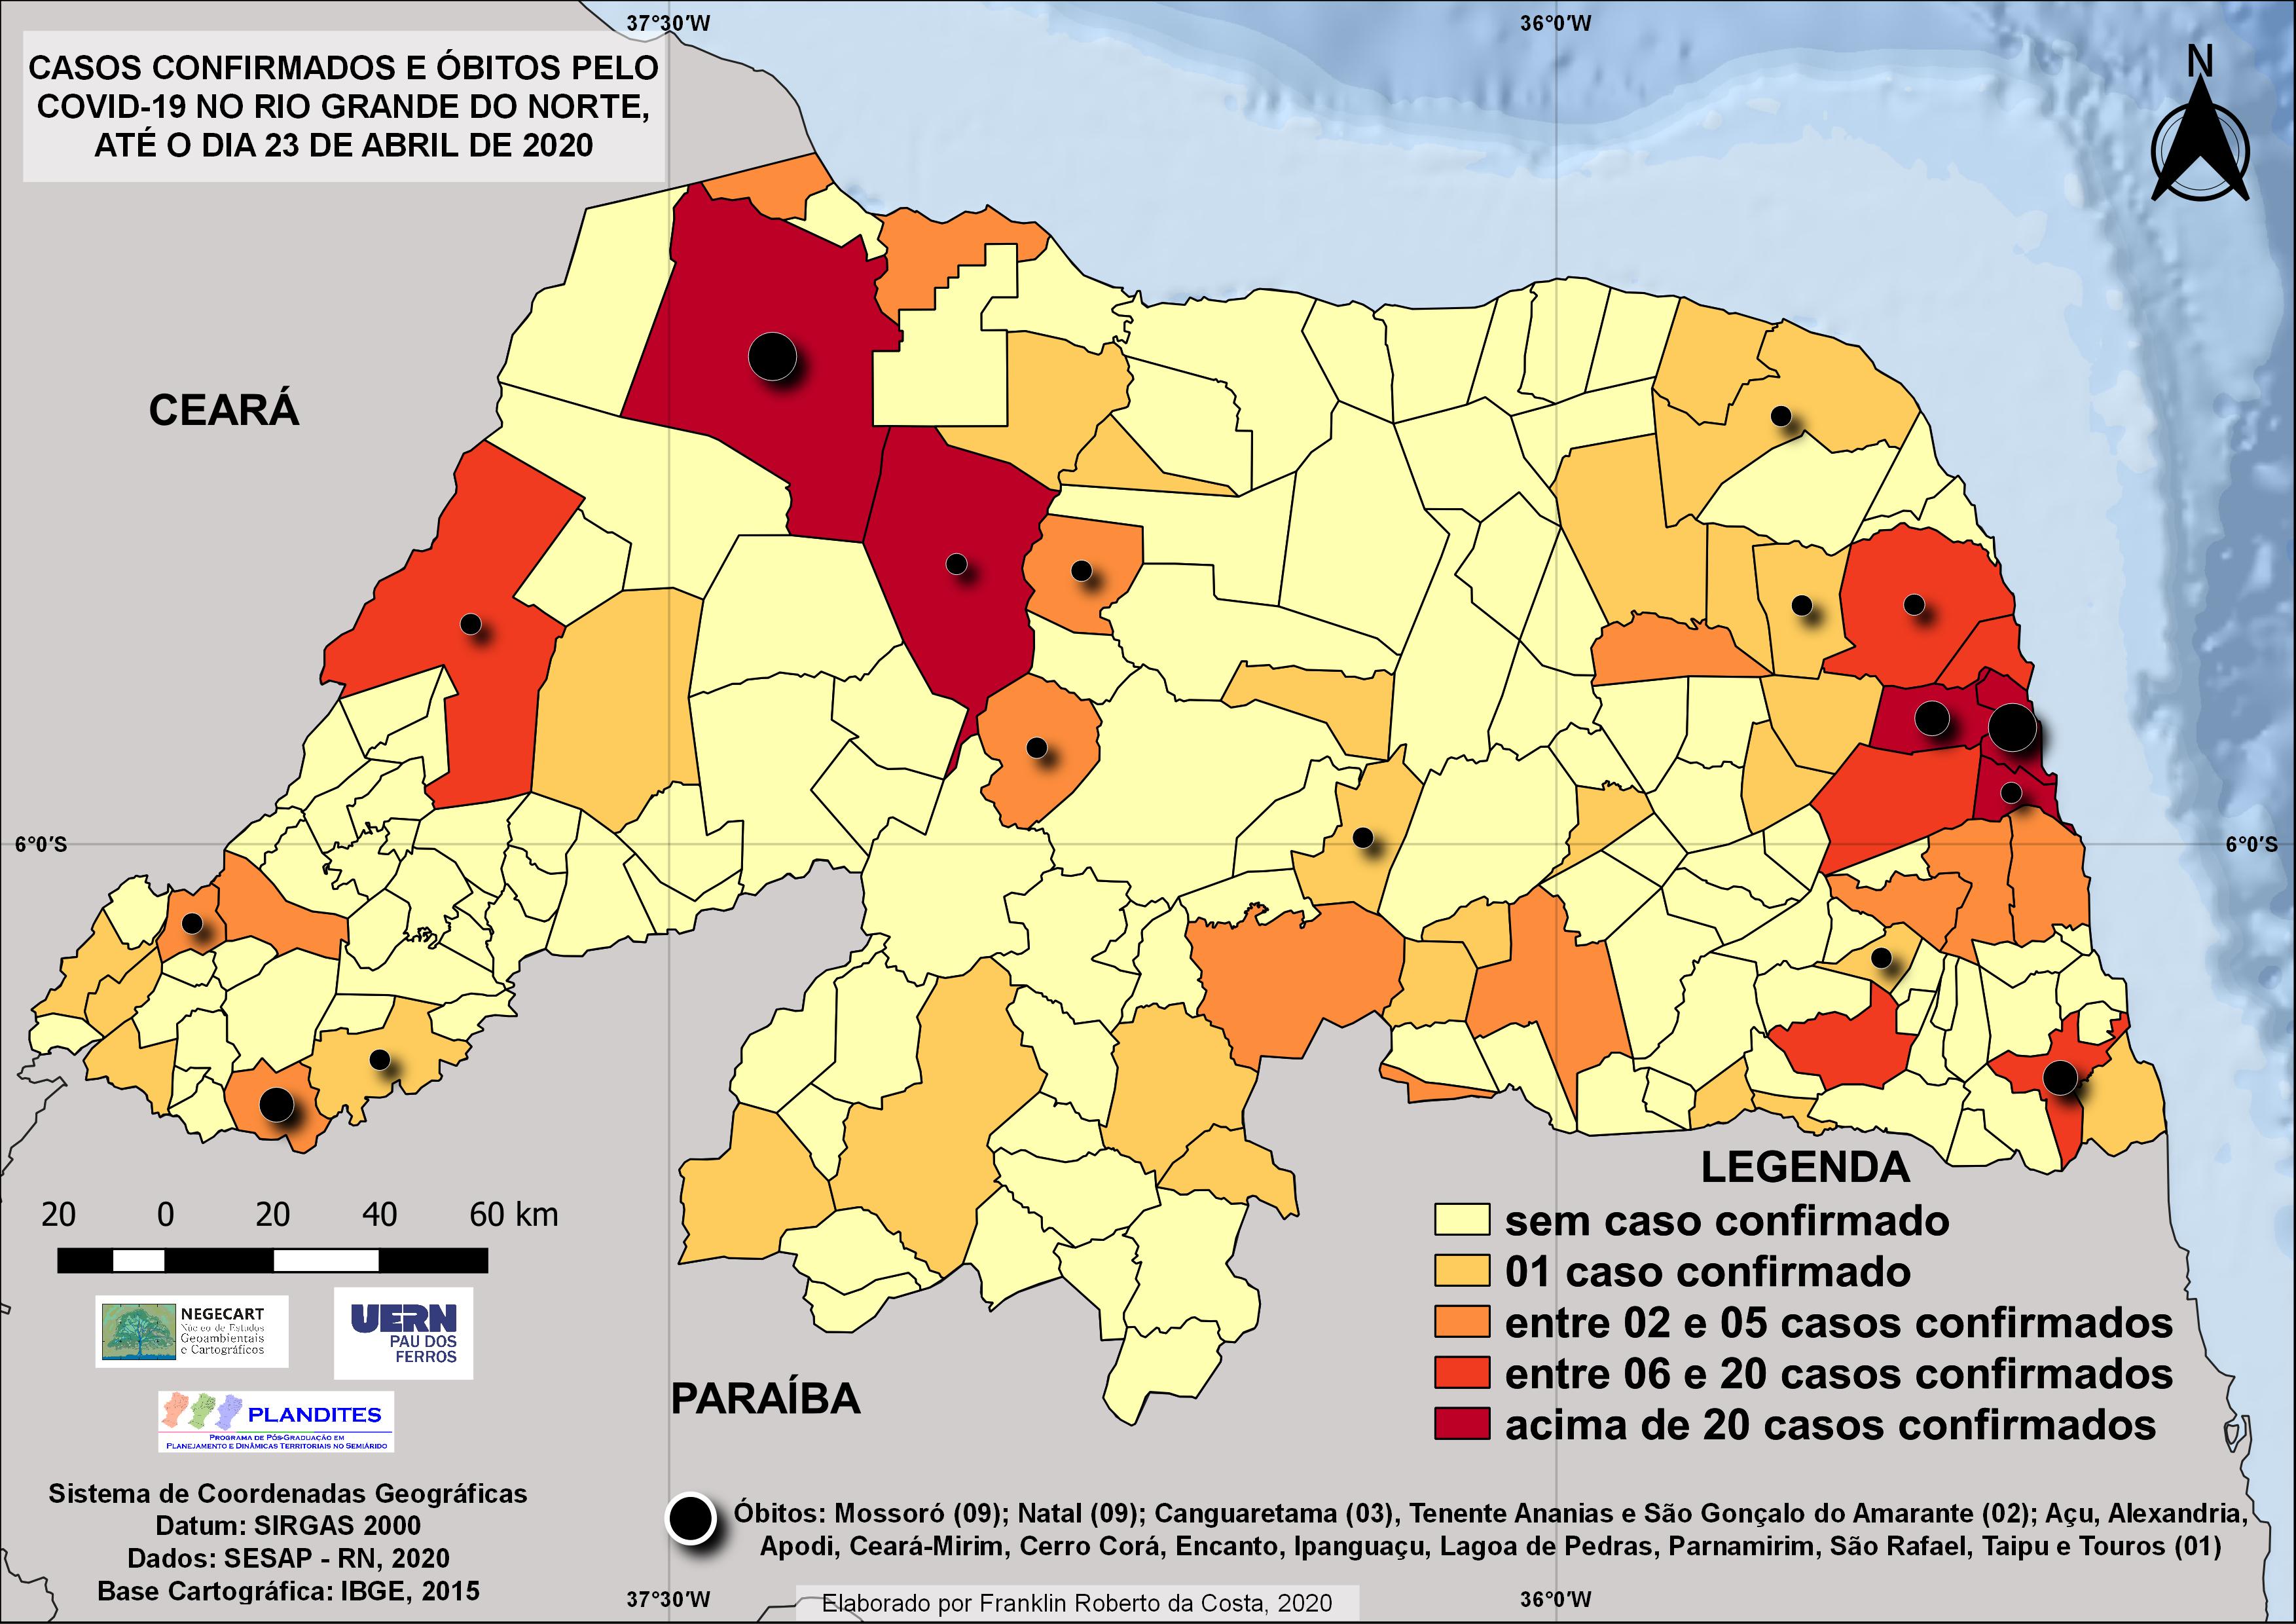 37°30'W
36°0'W
CASOS CONFIRMADOS E ÓBITOS PELO
COVID-19 NO RIO GRANDE DO NORTE,
ATÉ O DIA 23 DE ABRIL DE 2020
N
CEARÁ
6°0'S
6°0'S
LEGENDA
sem caso confirmado
01 caso confirmado
entre 02 e 05 casos confirmados
entre 06 e 20 casos confirmados
acima de 20 casos confirmados
20 0 20 40 60 km
NEGECART
Núcleo de Estudos
Geoambientais
e Cartográficos
UERN
PAU DOS
FERROS
PLANDITES
PROGRAMA DE PÓS-GRADUAÇÃO EM
PLANEJAMENTO E DINÂMICAS TERRITORIAIS NO SEMIÁRIDO
PARAÍBA
Sistema de Coordenadas Geográficas
Datum: SIRGAS 2000
Dados: SESAP - RN, 2020
Base Cartográfica: IBGE, 2015
Óbitos: Mossoró (09); Natal (09); Canguaretama (03), Tenente Ananias e São Gonçalo do Amarante (02); Açu, Alexandria,
Apodi, Ceará-Mirim, Cerro Corá, Encanto, Ipanguaçu, Lagoa de Pedras, Parnamirim, São Rafael, Taipu e Touros (01)
37°30'W
36°0'W
Elaborado por Franklin Roberto da Costa, 2020